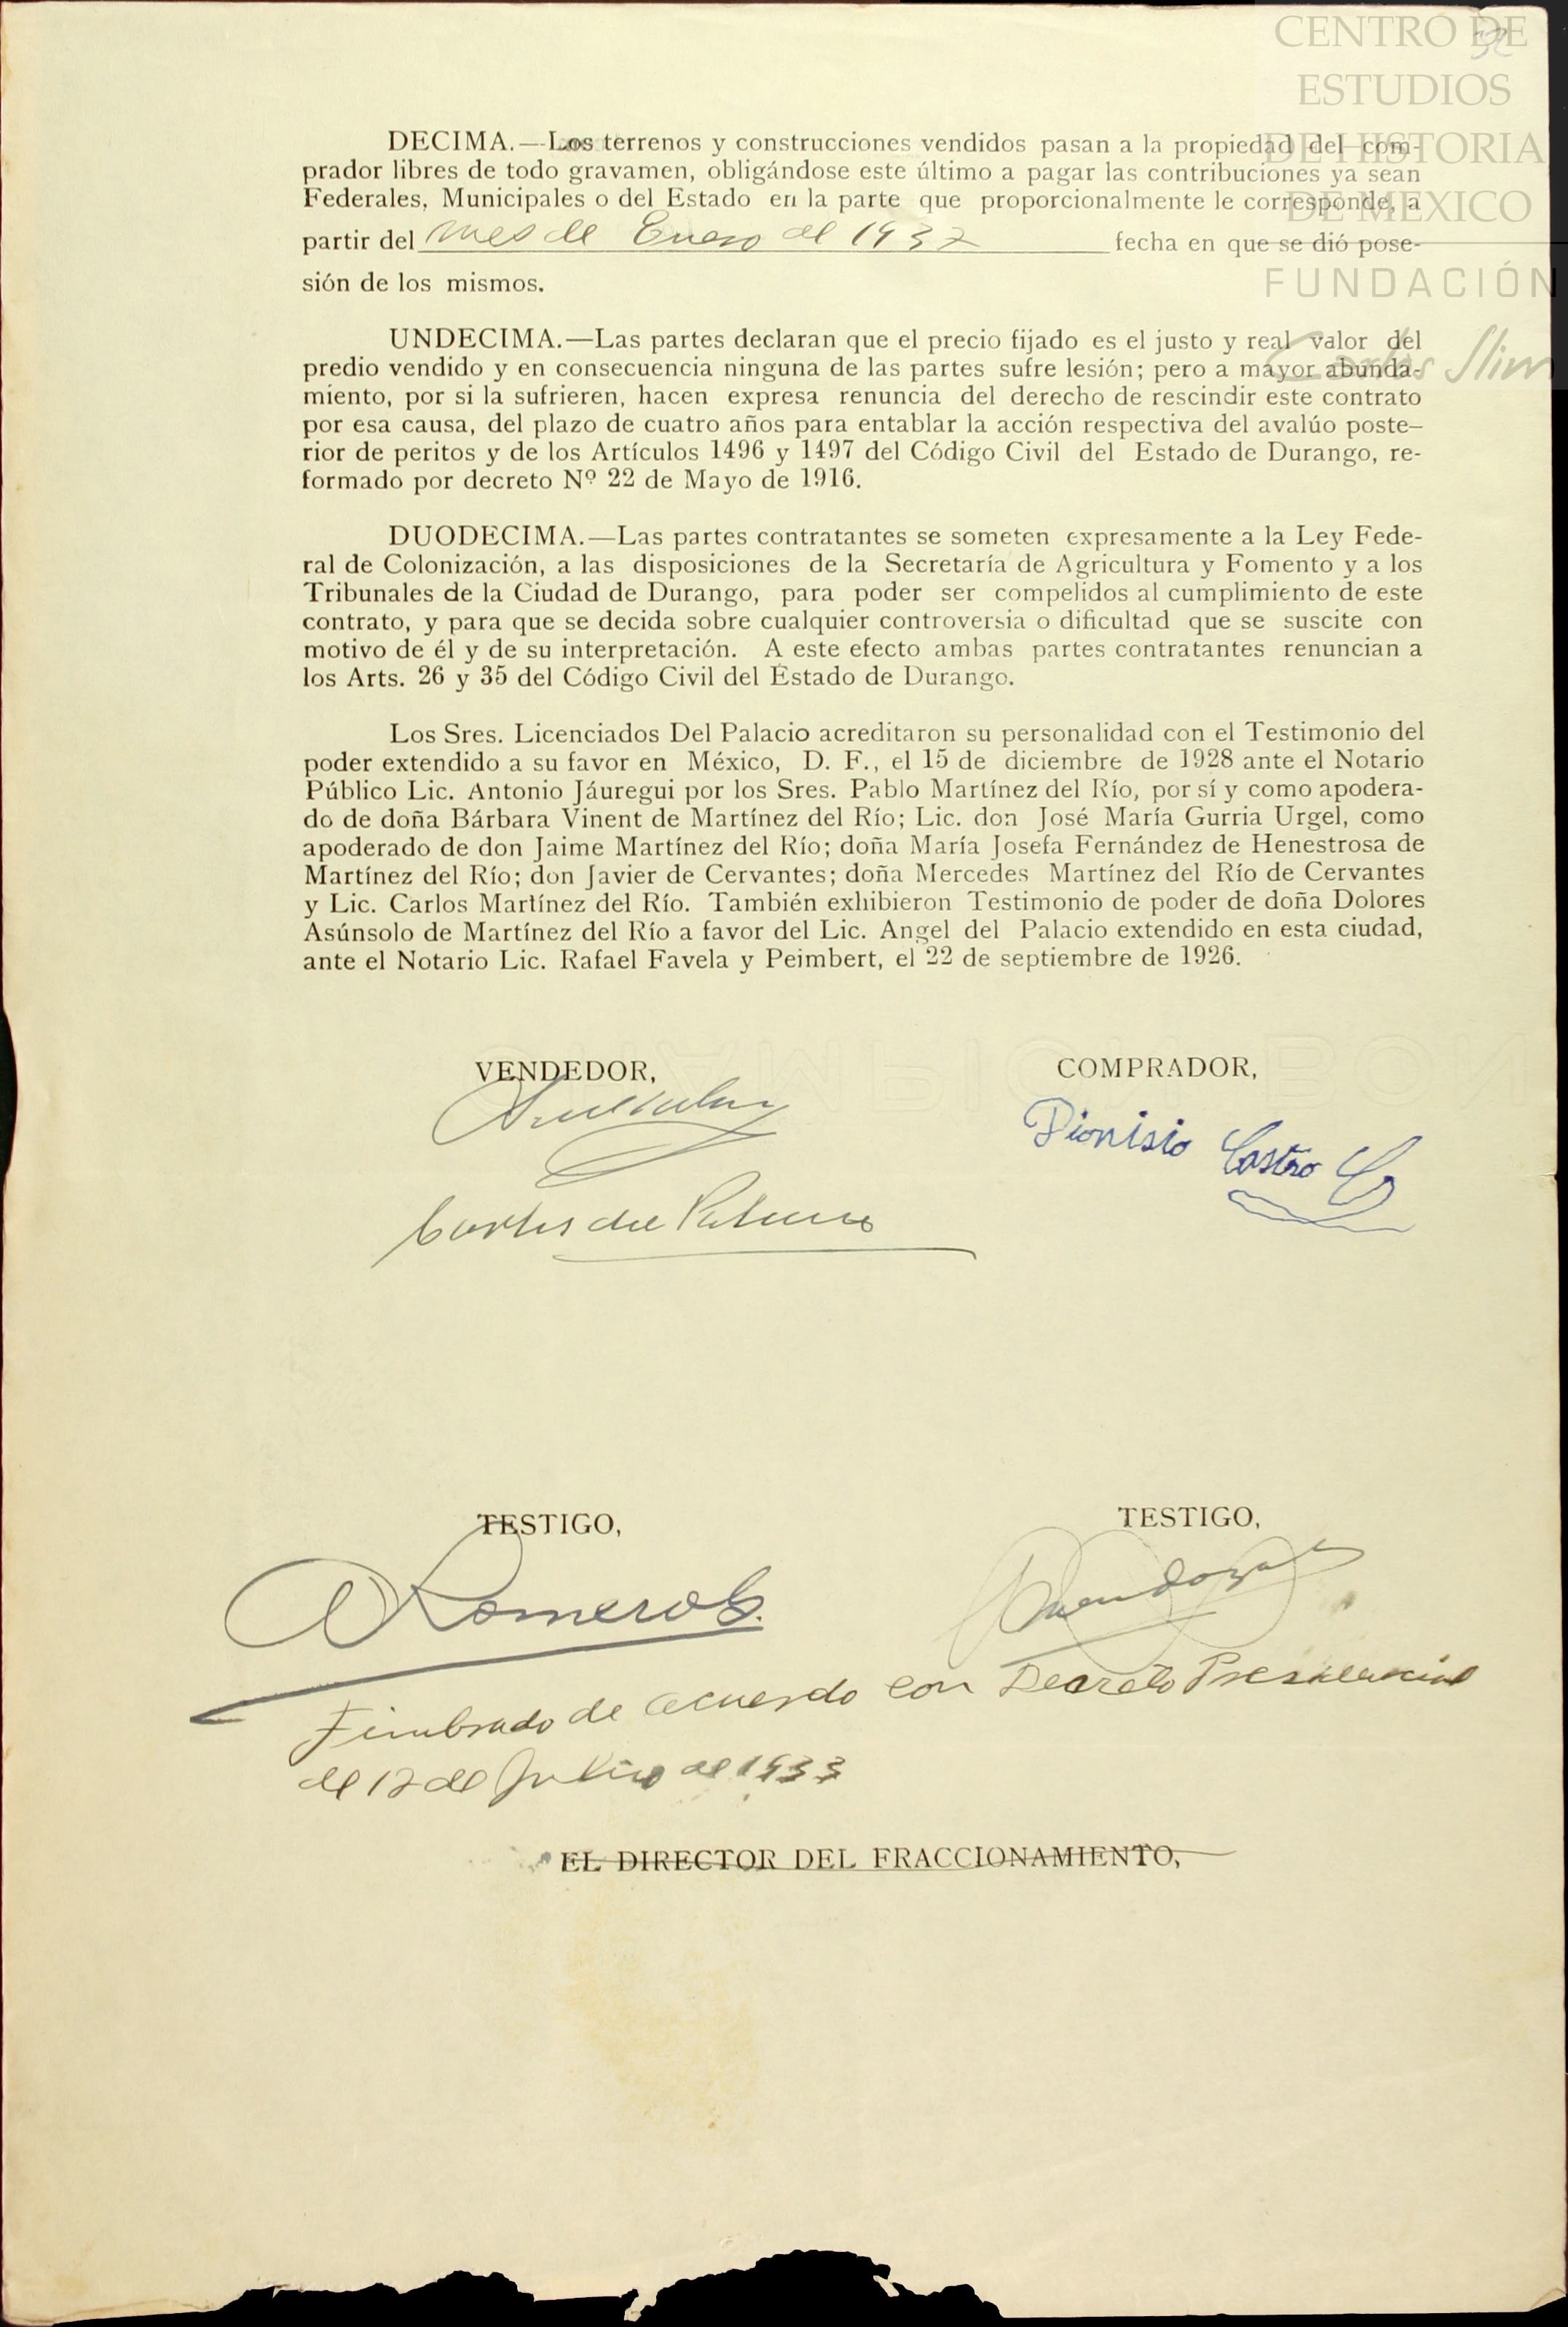 CENTRO DE
ESTUDIOS
DE HISTORIA
DE MEXICO
FUNDACIÓN
Carlos Slim
DECIMA.—Los terrenos y construcciones vendidos pasan a la propiedad del com-
prador libres de todo gravamen, obligándose este último a pagar las contribuciones ya sean
Federales, Municipales o del Estado en la parte que proporcionalmente le corresponde, a
partir del mes de Enero del 1932 fecha en que se dió pose-
sión de los mismos.
UNDECIMA.—Las partes declaran que el precio fijado es el justo y real valor del
predio vendido y en consecuencia ninguna de las partes sufre lesión; pero a mayor abunda-
miento, por si la sufrieren, hacen expresa renuncia del derecho de rescindir este contrato
por esa causa, del plazo de cuatro años para entablar la acción respectiva del avalúo poste-
rior de peritos y de los Artículos 1496 y 1497 del Código Civil del Estado de Durango, re-
formado por decreto Nº 22 de Mayo de 1916.
DUODECIMA.—Las partes contratantes se someten expresamente a la Ley Fede-
ral de Colonización, a las disposiciones de la Secretaría de Agricultura y Fomento y a los
Tribunales de la Ciudad de Durango, para poder ser compelidos al cumplimiento de este
contrato, y para que se decida sobre cualquier controversia o dificultad que se suscite con
motivo de él y de su interpretación. A este efecto ambas partes contratantes renuncian a
los Arts. 26 y 35 del Código Civil del Estado de Durango.
Los Sres. Licenciados Del Palacio acreditaron su personalidad con el Testimonio del
poder extendido a su favor en México, D. F., el 15 de diciembre de 1928 ante el Notario
Público Lic. Antonio Jáuregui por los Sres. Pablo Martínez del Río, por sí y como apodera-
do de doña Bárbara Vinent de Martínez del Río; Lic. don José María Gurria Urgel, como
apoderado de don Jaime Martínez del Río; doña María Josefa Fernández de Henestrosa de
Martínez del Río; don Javier de Cervantes; doña Mercedes Martínez del Río de Cervantes
y Lic. Carlos Martínez del Río. También exhibieron Testimonio de poder de doña Dolores
Asúnsolo de Martínez del Río a favor del Lic. Angel del Palacio extendido en esta ciudad,
ante el Notario Lic. Rafael Favela y Peimbert, el 22 de septiembre de 1926.
VENDEDOR,
COMPRADOR,
Dionisio Castro
Carlos del Palacio
TESTIGO,
TESTIGO,
Romero
Mendoza
Timbrado de acuerdo con Decreto Presidencial
del 12 de Julio de 1933
EL DIRECTOR DEL FRACCIONAMIENTO,